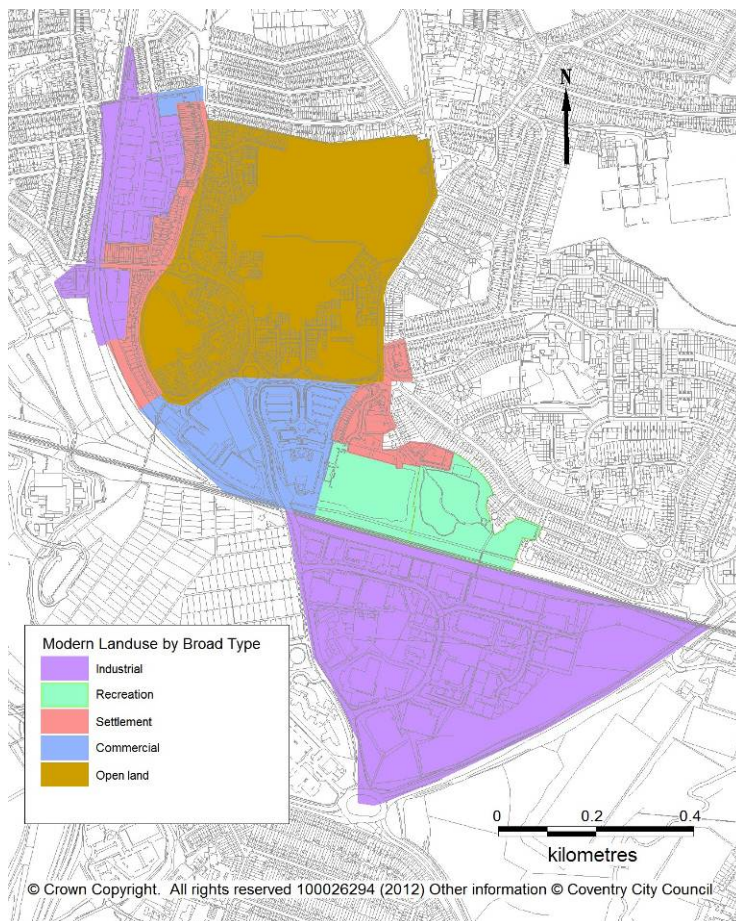 N
Modern Landuse by Broad Type
Industrial
Recreation
Settlement
Commercial
Open land
0 0.2 0.4
kilometres
© Crown Copyright. All rights reserved 100026294 (2012) Other information © Coventry City Council